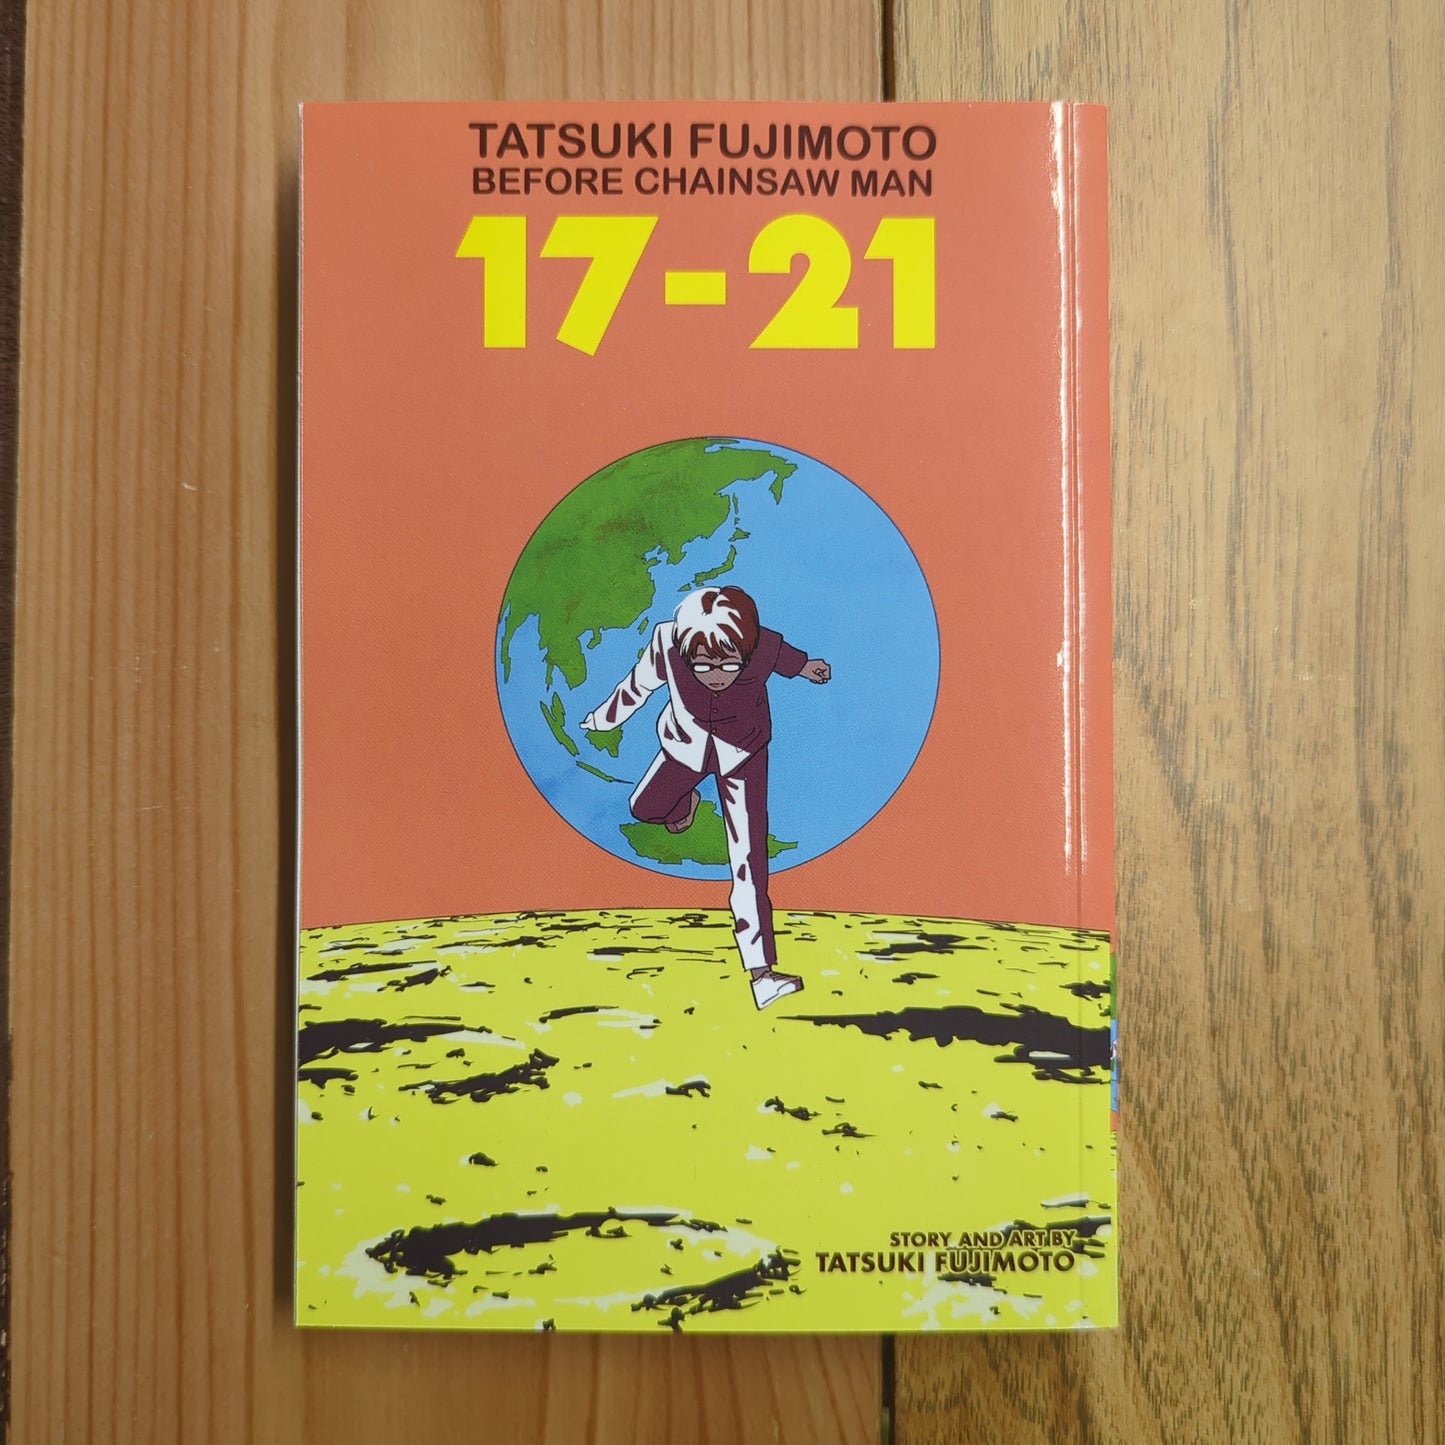 TATSUKI FUJIMOTO
BEFORE CHAINSAW MAN
17-21
STORY AND ART BY
TATSUKI FUJIMOTO